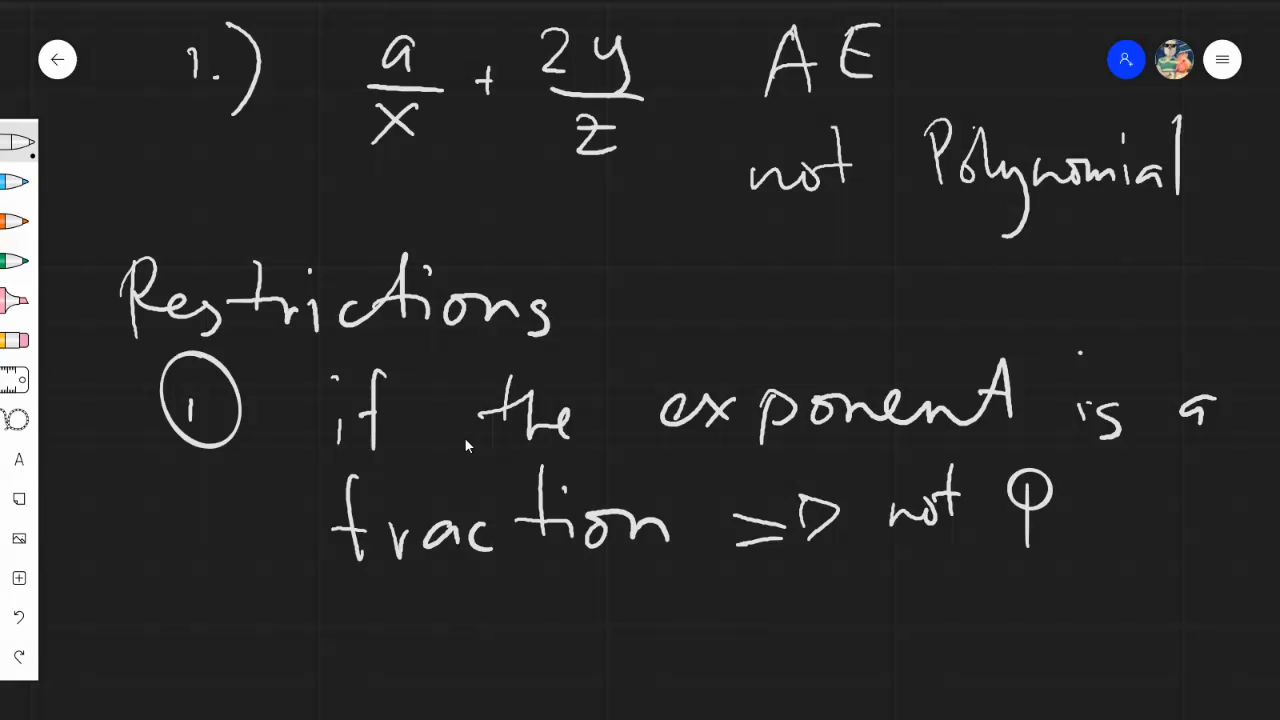 1.) a/x + 2y/z AE
not Polynomial
Restrictions
① if the exponent is a
fraction => not P
A